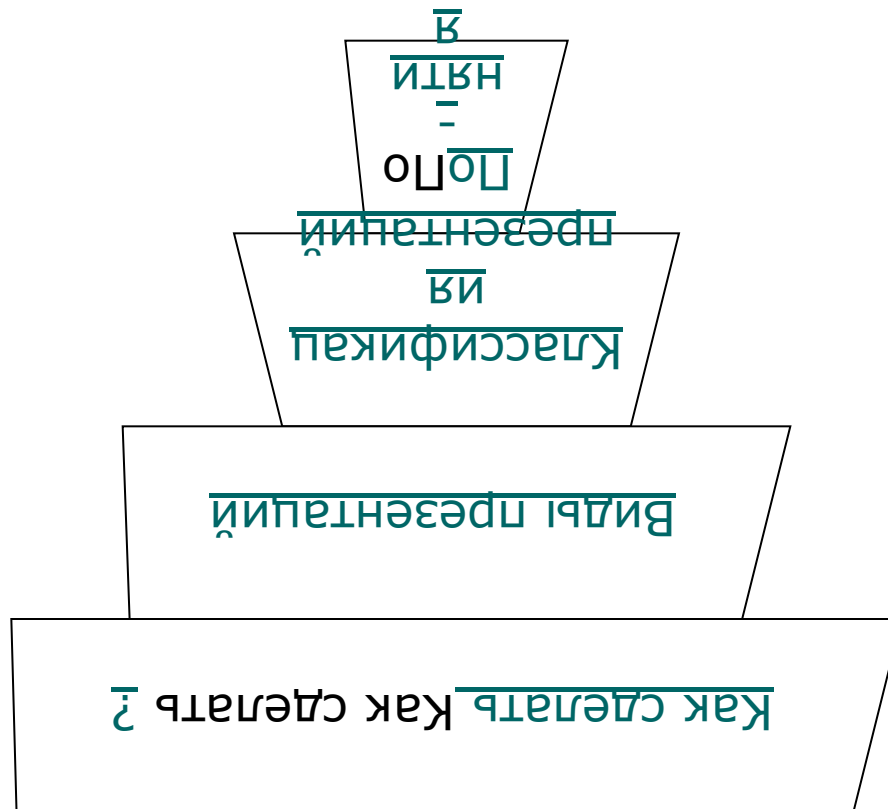 Как сделать Как сделать ?
Виды презентаций
Классификац
ия
презентаций
ПоПо
-
няти
я